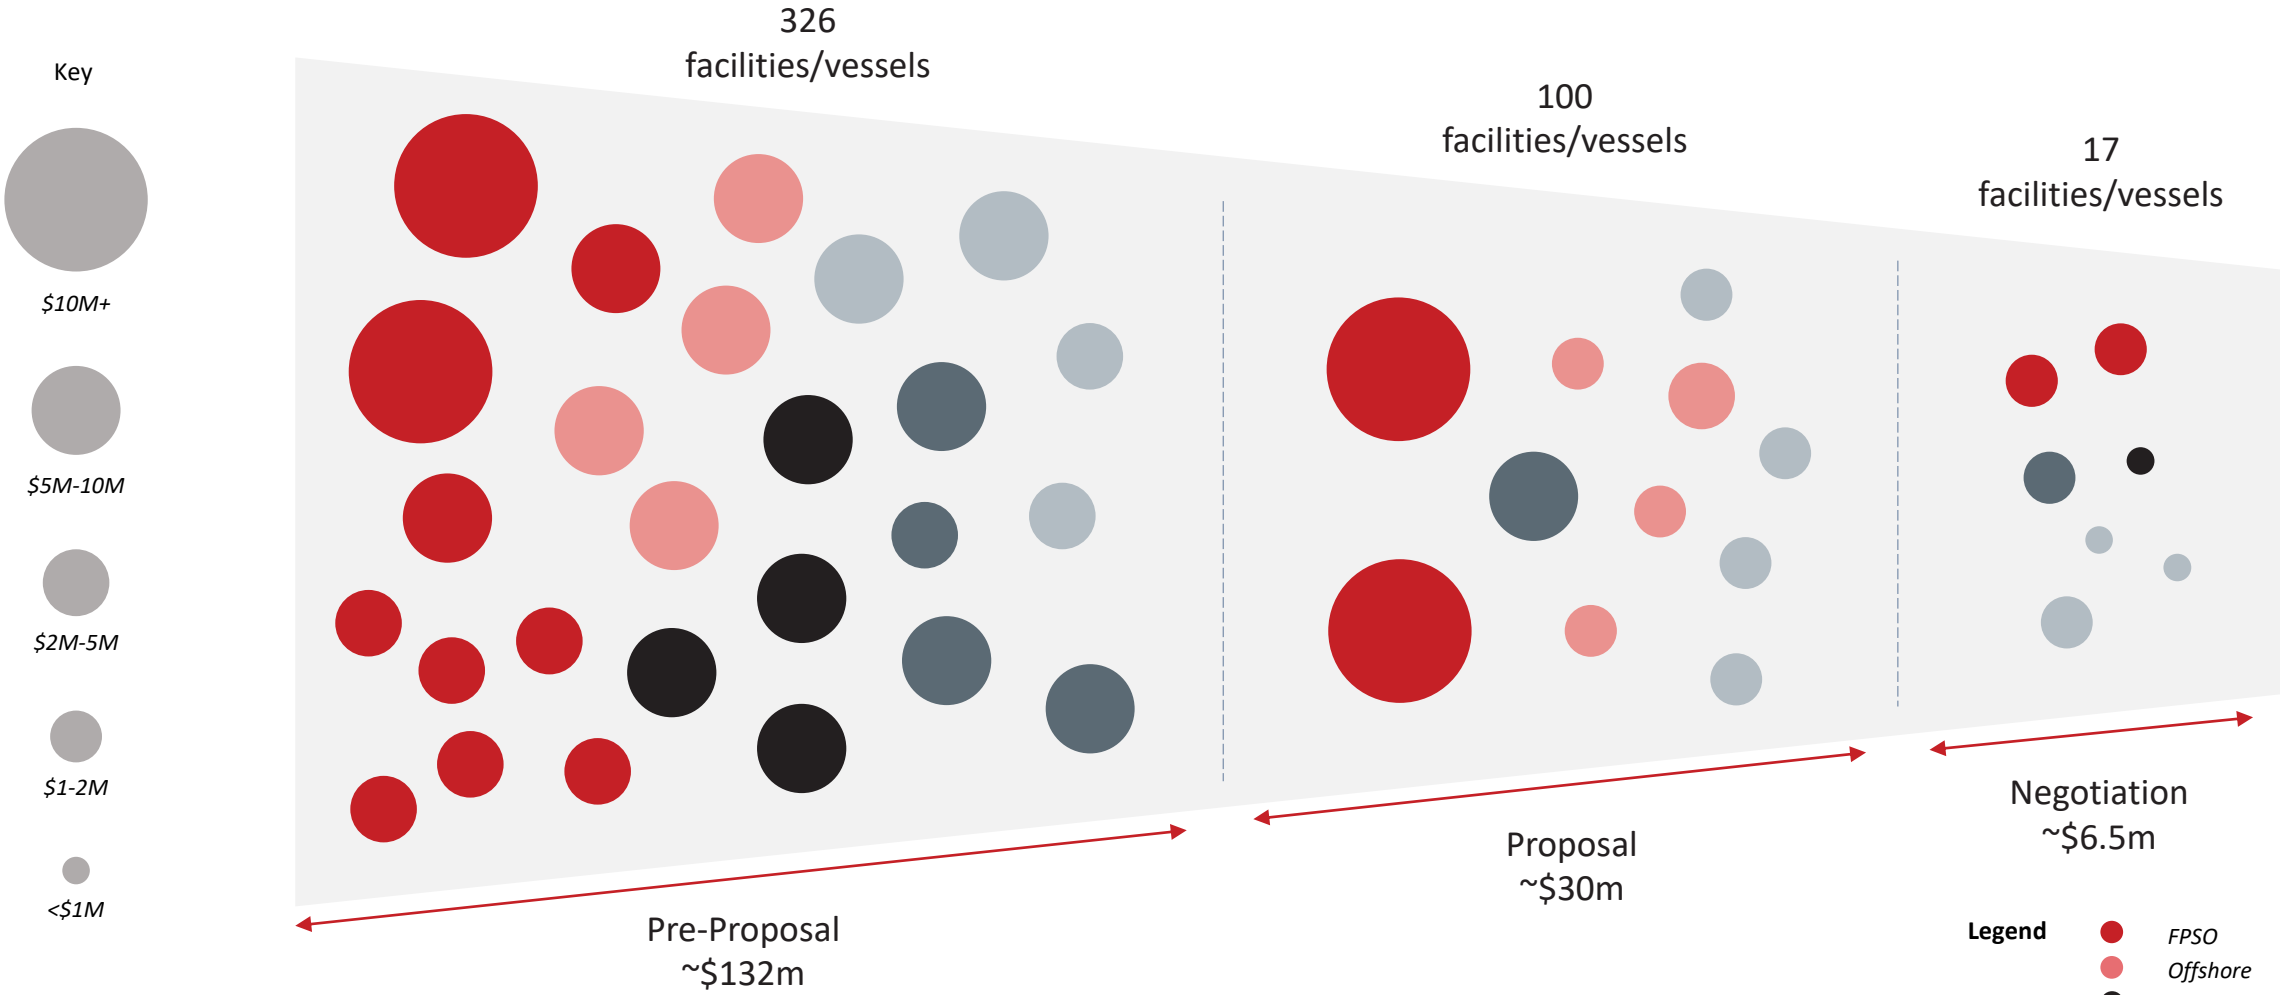 326
facilities/vessels
Key
100
facilities/vessels
17
facilities/vessels
$10M+
$5M-10M
$2M-5M
$1-2M
<$1M
Negotiation
~$6.5m
Proposal
~$30m
Pre-Proposal
~$132m
Legend
FPSO
Offshore